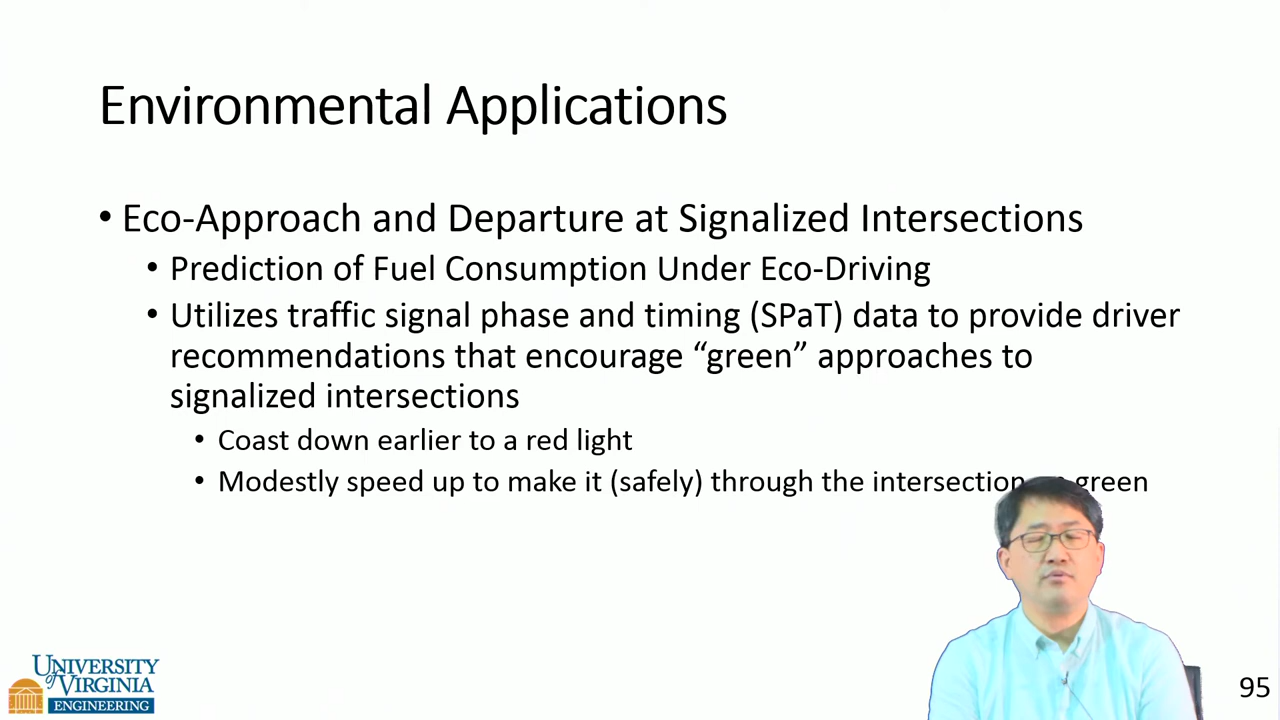 Environmental Applications
• Eco-Approach and Departure at Signalized Intersections
• Prediction of Fuel Consumption Under Eco-Driving
• Utilizes traffic signal phase and timing (SPaT) data to provide driver
recommendations that encourage “green” approaches to
signalized intersections
• Coast down earlier to a red light
• Modestly speed up to make it (safely) through the intersection green
UNIVERSITY
of VIRGINIA
ENGINEERING
95